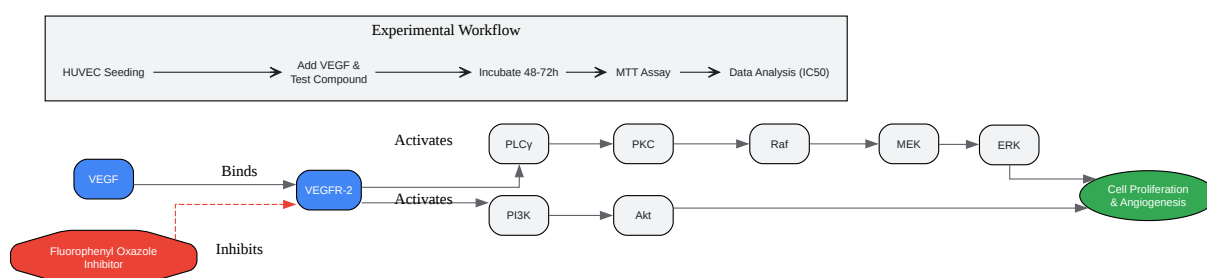 Experimental Workflow
HUVEC Seeding
Add VEGF &
Test Compound
Incubate 48-72h
MTT Assay
Data Analysis (IC50)
Activates
PLCγ
PKC
Raf
MEK
ERK
VEGF
Binds
VEGFR-2
Activates
PI3K
Akt
Cell Proliferation
& Angiogenesis
Fluorophenyl Oxazole
Inhibitor
Inhibits